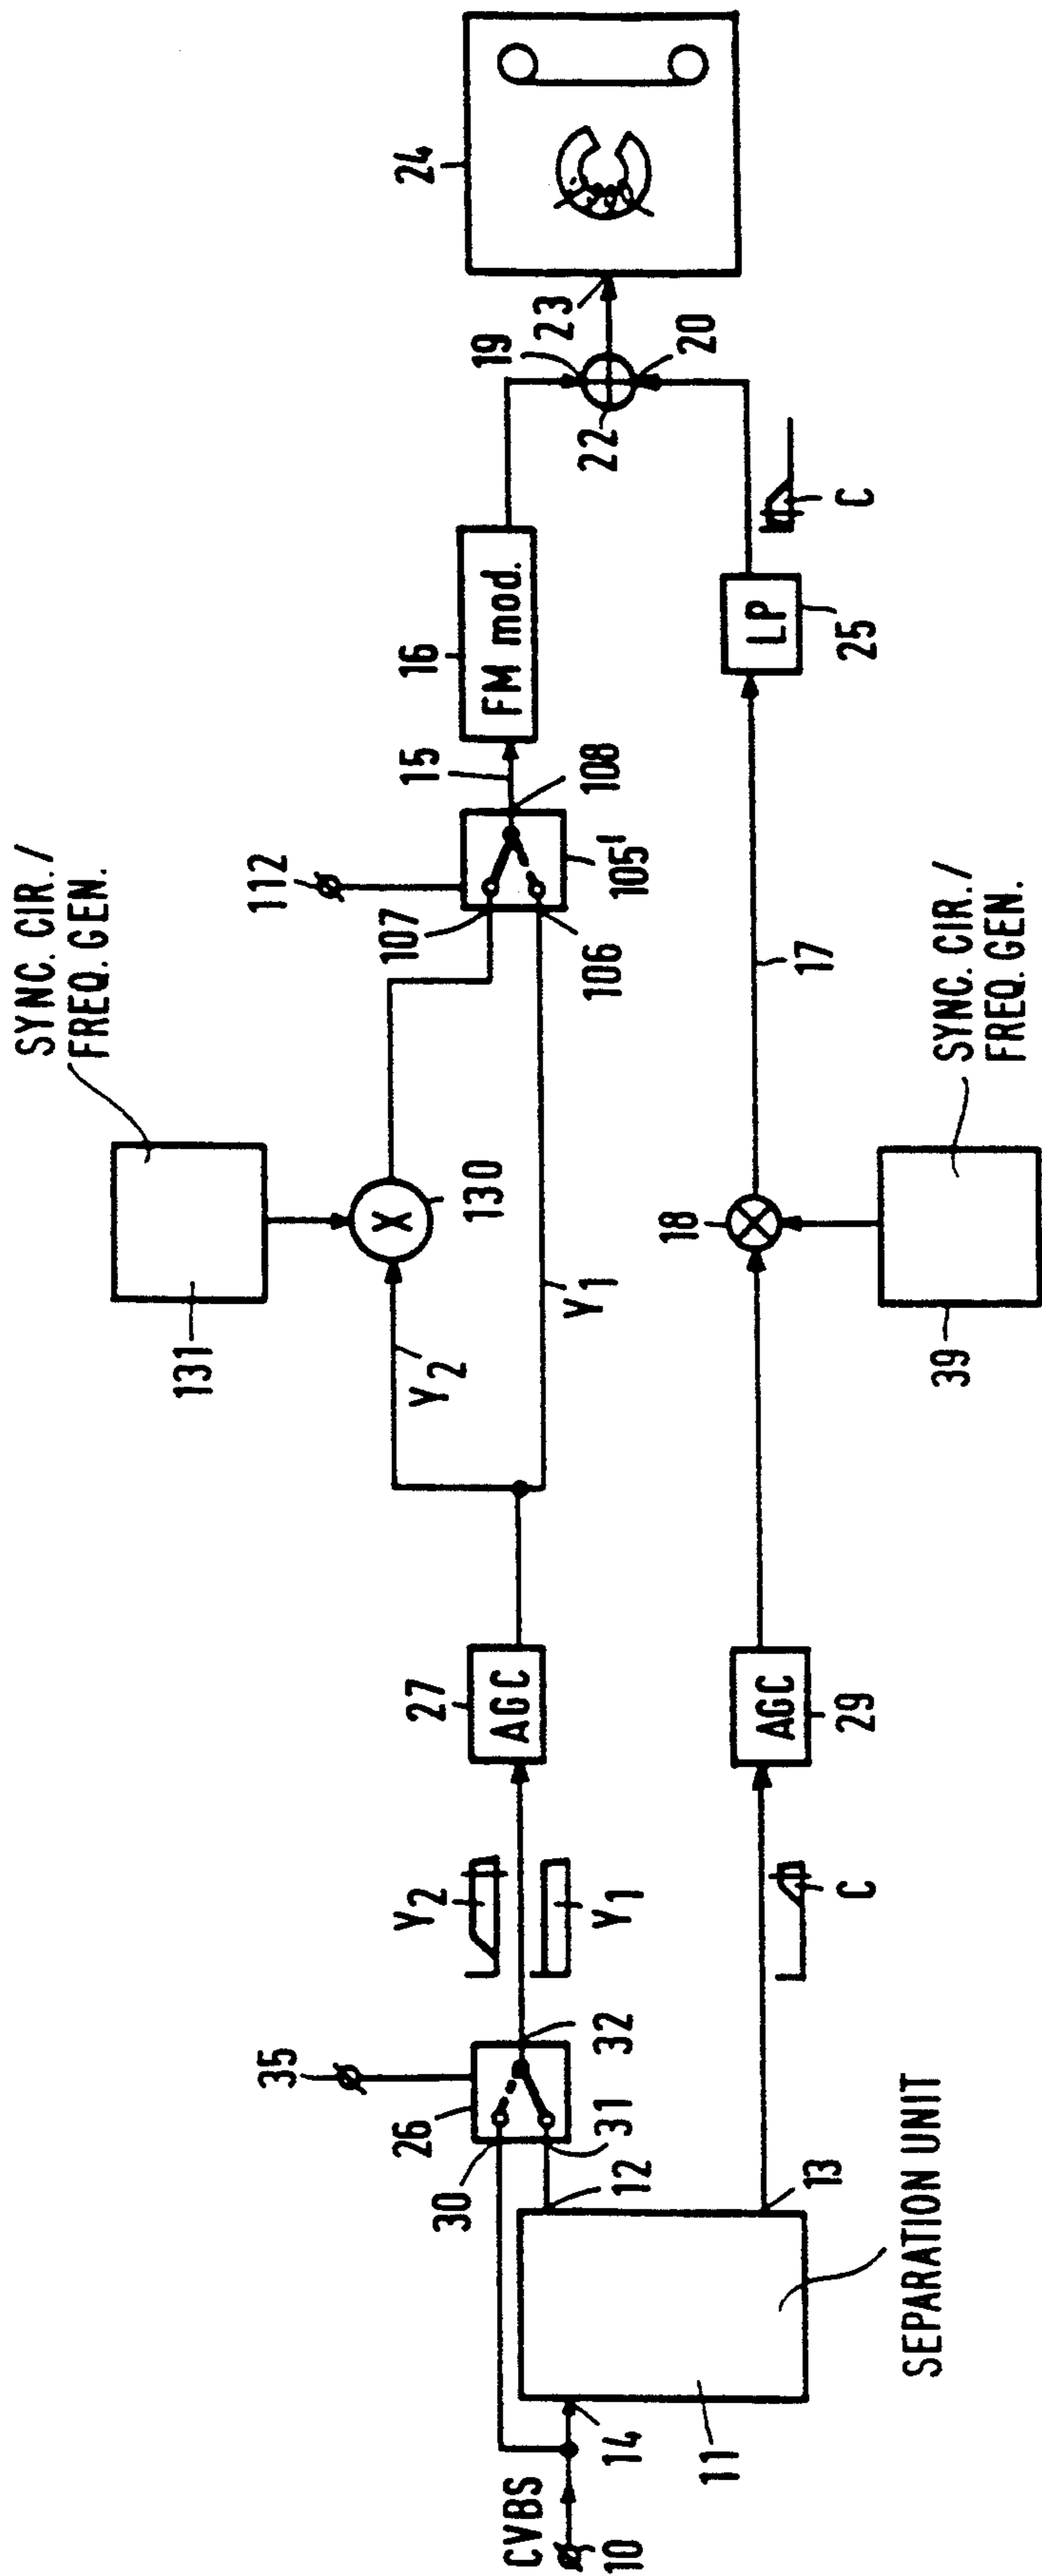 SYNC. CIR./
FREQ. GEN.
131
112
35
Y2
130
107
106
105'
108
15
16
FM mod.
19
23
24
CVBS
10
14
30
26
31
32
12
Y2
Y1
27
AGC
Y1
22
20
11
13
SEPARATION UNIT
C
AGC
29
18
39
SYNC. CIR./
FREQ. GEN.
17
LP
25
C